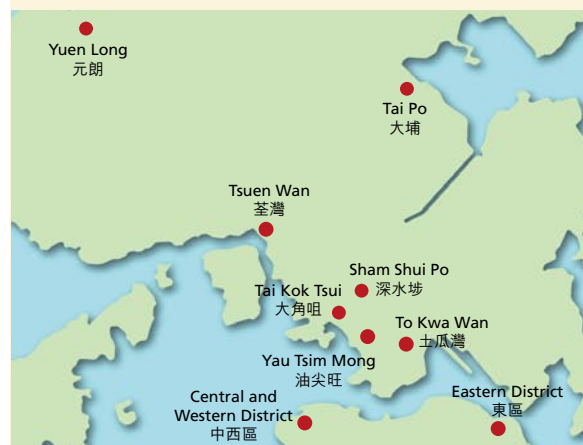 Yuen Long
元朗
Tai Po
大埔
Tsuen Wan
荃灣
Sham Shui Po
深水埗
Tai Kok Tsui
大角咀
To Kwa Wan
土瓜灣
Yau Tsim Mong
油尖旺
Central and
Western District
中西區
Eastern District
東區